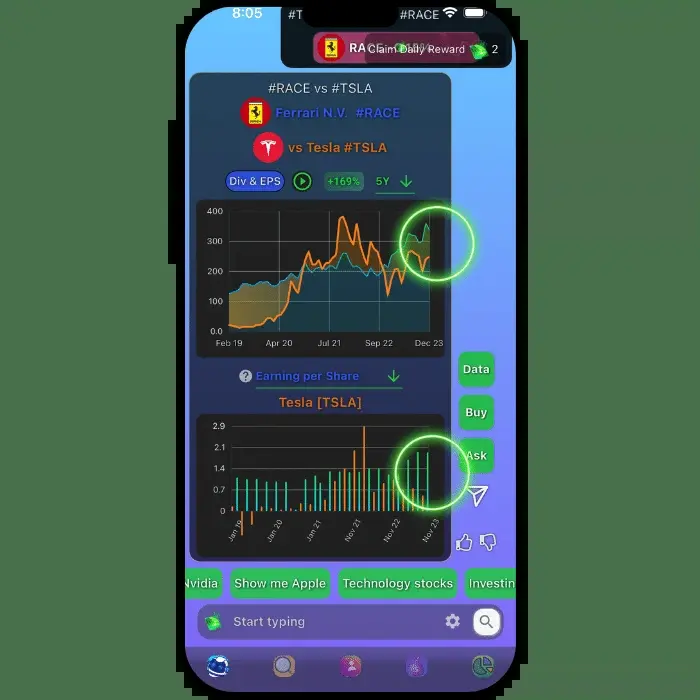 8:05 #T #RACE
RACE Claim Daily Reward 2
#RACE vs #TSLA
Ferrari N.V. #RACE
vs Tesla #TSLA
Div & EPS +169% 5Y
400
300
200
100
0.0
Feb 19 Apr 20 Jul 21 Sep 22 Dec 23
? Earning per Share
Data
Tesla [TSLA]
Buy
2.9
2.1
Ask
1.4
0.7
0
Jan 19 Jan 20 Jan 21 Nov 21 Nov 22 Nov 23
Nvidia Show me Apple Technology stocks Investin
Start typing